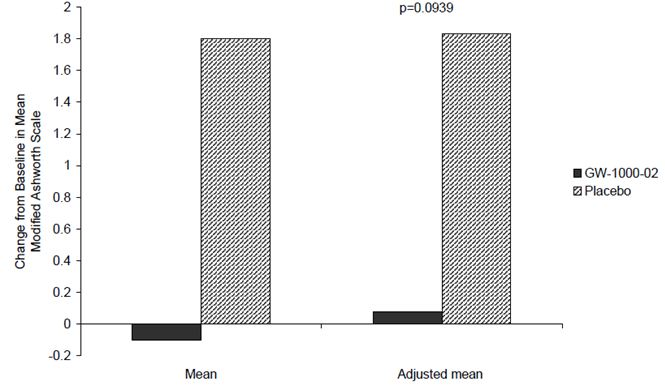 p=0.0939
2
1.8
1.6
1.4
1.2
1
0.8
0.6
0.4
0.2
0
-0.2
Change from Baseline in Mean
Modified Ashworth Scale
Mean
Adjusted mean
GW-1000-02
Placebo